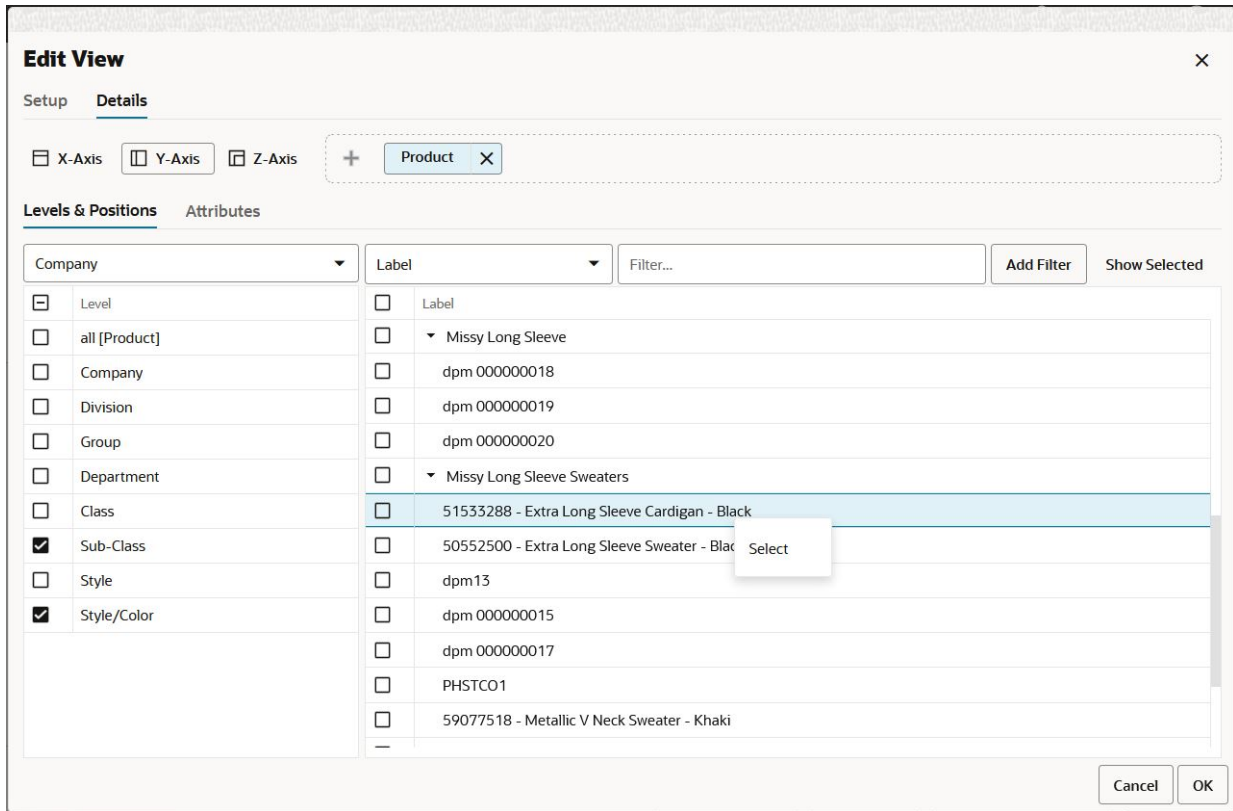 Edit View
Setup Details
X-Axis Y-Axis Z-Axis Product
Levels & Positions Attributes
Company Label Filter... Add Filter Show Selected
Level Label
all [Product] Missy Long Sleeve
Company dpm 000000018
Division dpm 000000019
Group dpm 000000020
Department Missy Long Sleeve Sweaters
Class 51533288 - Extra Long Sleeve Cardigan - Black
Sub-Class 50552500 - Extra Long Sleeve Sweater - Select
Style dpm13
Style/Color dpm 000000015
dpm 000000017
PHSTCO1
59077518 - Metallic V Neck Sweater - Khaki
Cancel OK